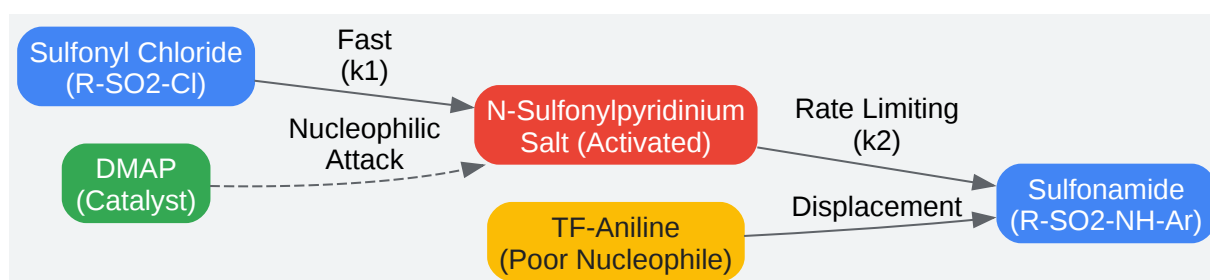 Sulfonyl Chloride
(R-SO2-Cl)
Fast
(k1)
N-Sulfonylpyridinium
Salt (Activated)
Rate Limiting
(k2)
Nucleophilic
Attack
DMAP
(Catalyst)
TF-Aniline
(Poor Nucleophile)
Displacement
Sulfonamide
(R-SO2-NH-Ar)